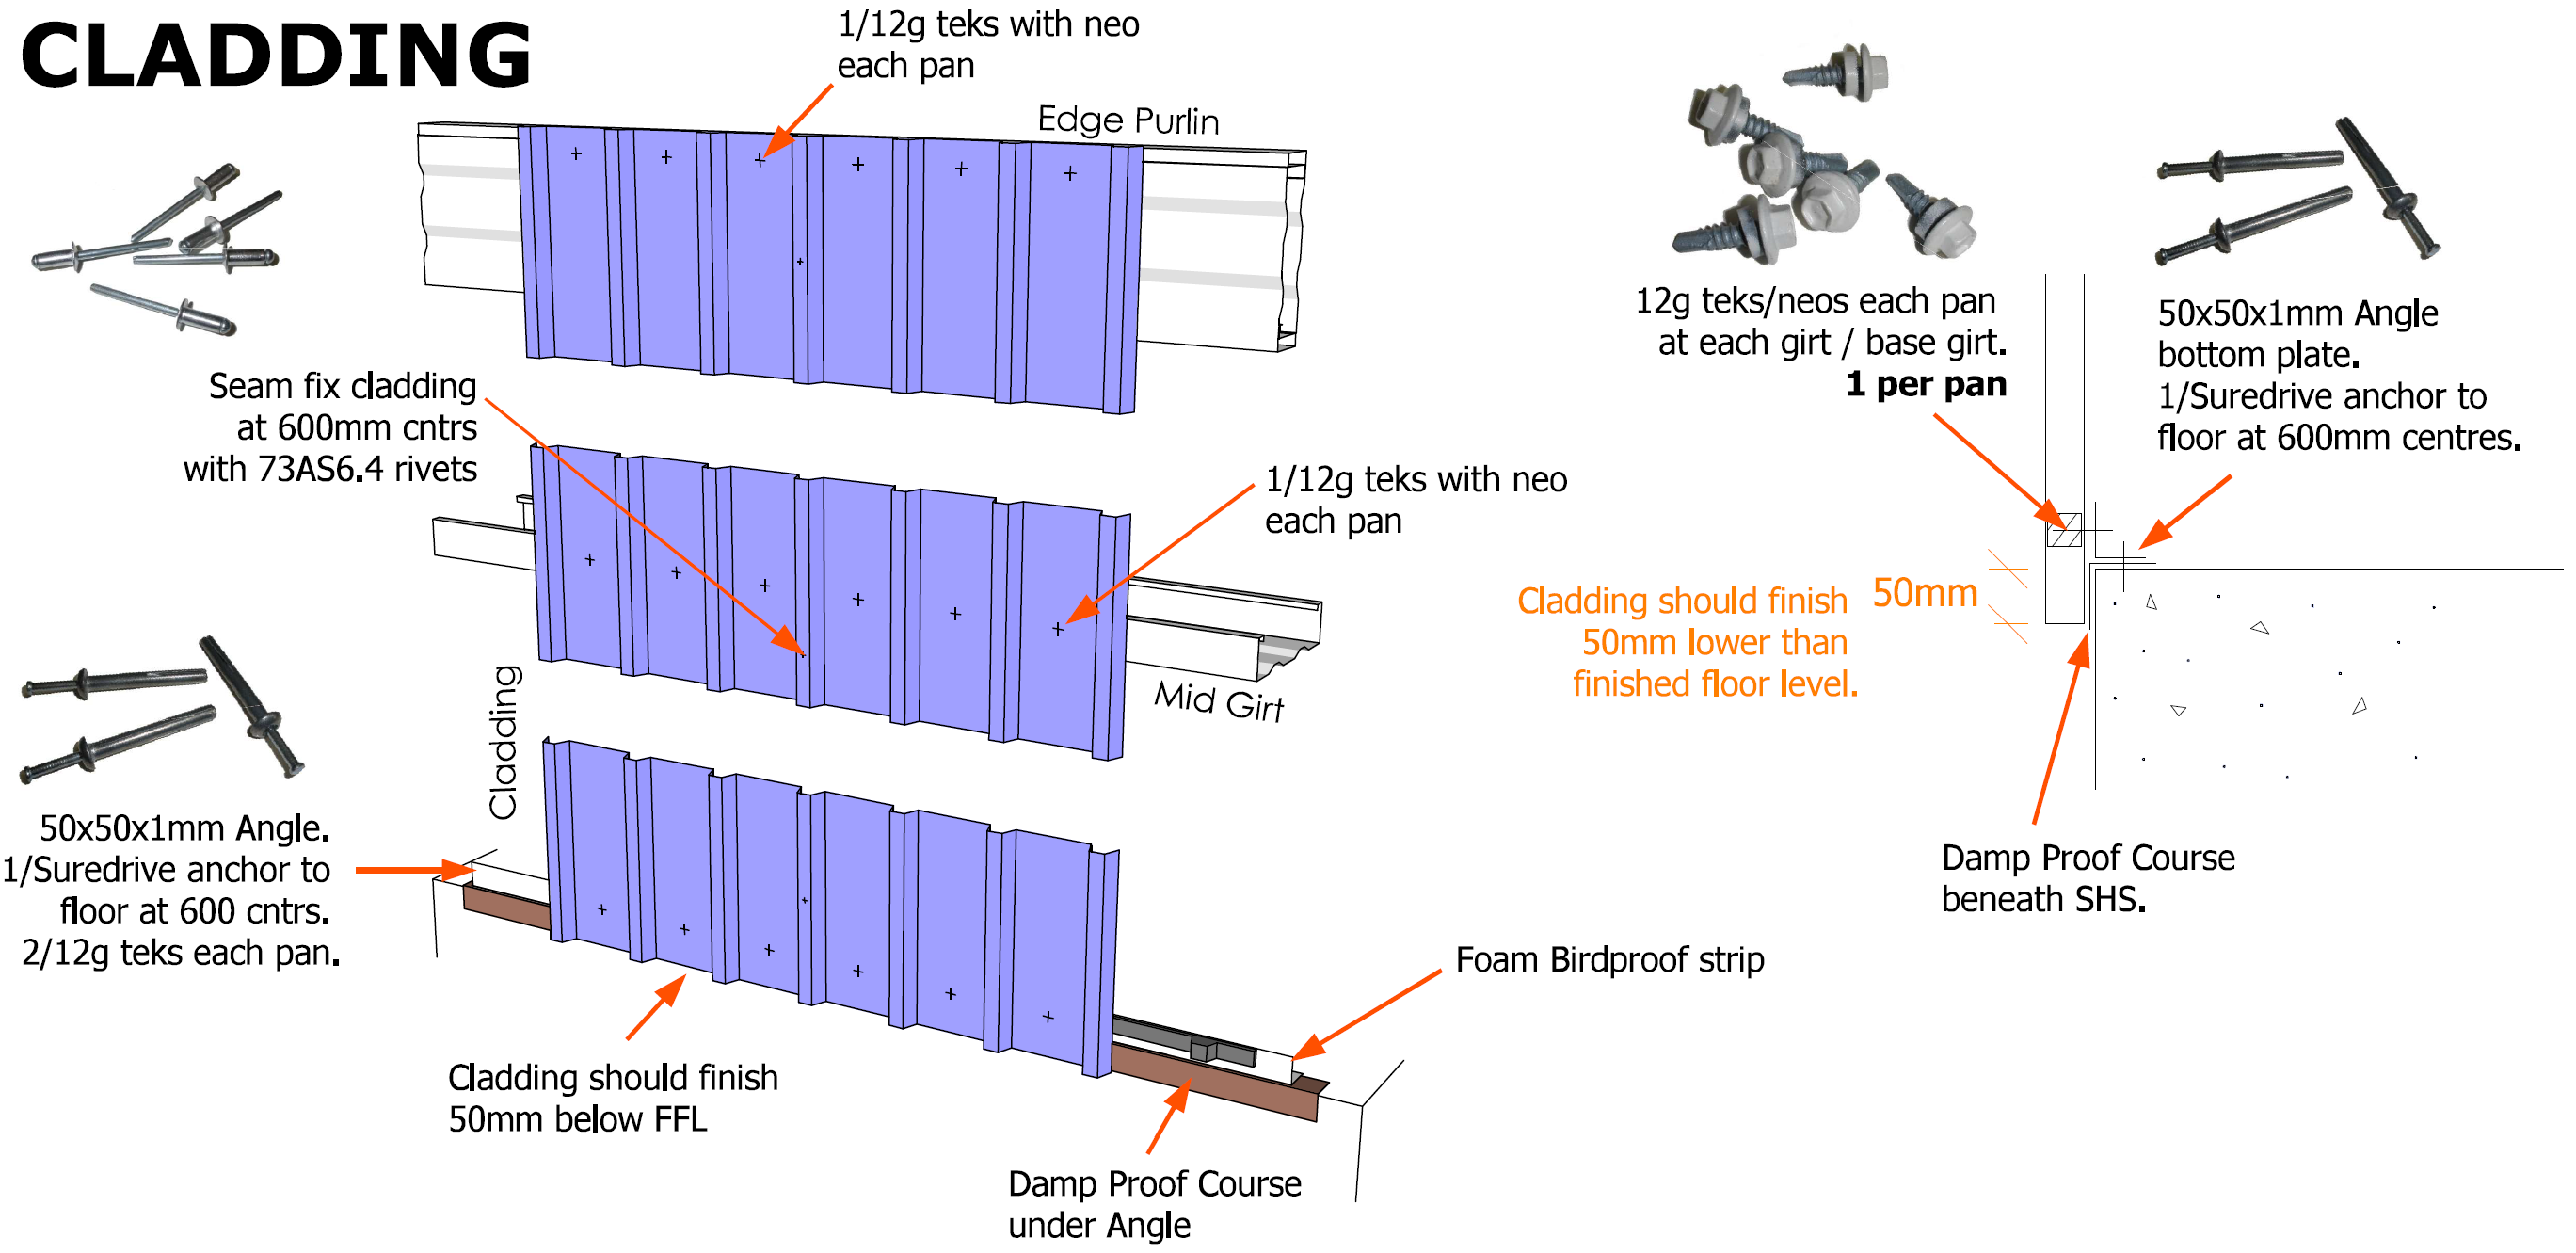 CLADDING
1/12g teks with neo
each pan
Edge Purlin
Seam fix cladding
at 600mm cntrs
with 73AS6.4 rivets
1/12g teks with neo
each pan
Mid Girt
Cladding
50x50x1mm Angle.
1/Suredrive anchor to
floor at 600 cntrs.
2/12g teks each pan.
Cladding should finish
50mm below FFL
Foam Birdproof strip
Damp Proof Course
under Angle
12g teks/neos each pan
at each girt / base girt.
1 per pan
50x50x1mm Angle
bottom plate.
1/Suredrive anchor to
floor at 600mm centres.
Cladding should finish
50mm lower than
finished floor level.
50mm
Damp Proof Course
beneath SHS.